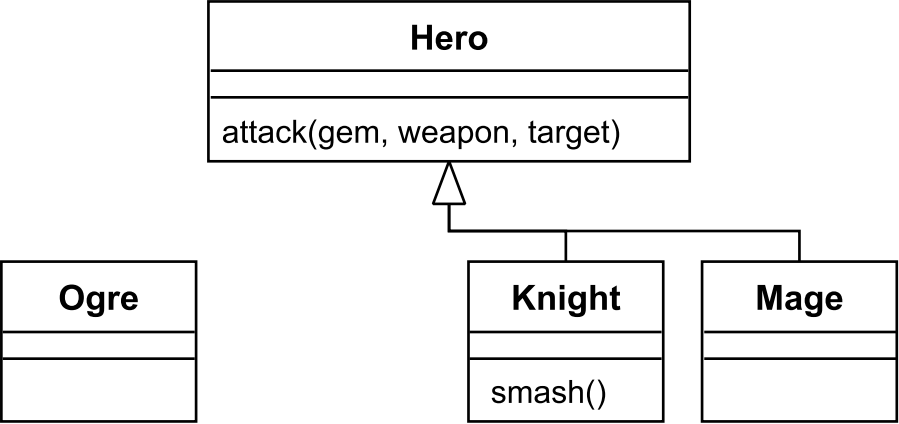 Hero
attack(gem, weapon, target)
Ogre
Knight
Mage
smash()